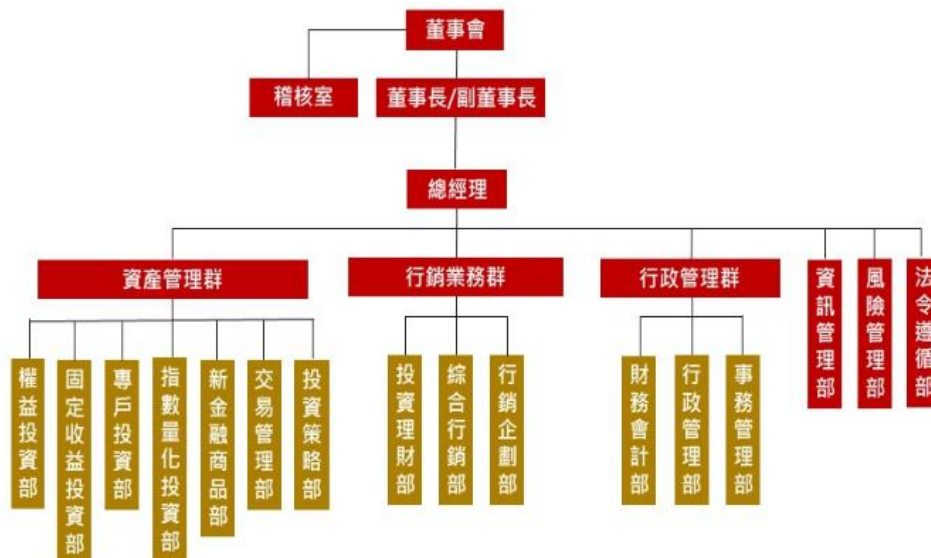 董事會
稽核室
董事長/副董事長
總經理
資產管理群
行銷業務群
行政管理群
資訊管理部
風險管理部
法令遵循部
權益投資部
固定收益投資部
專戶投資部
指數量化投資部
新金融商品部
交易管理部
投資策略部
投資理財部
綜合行銷部
行銷企劃部
財務會計部
行政管理部
事務管理部